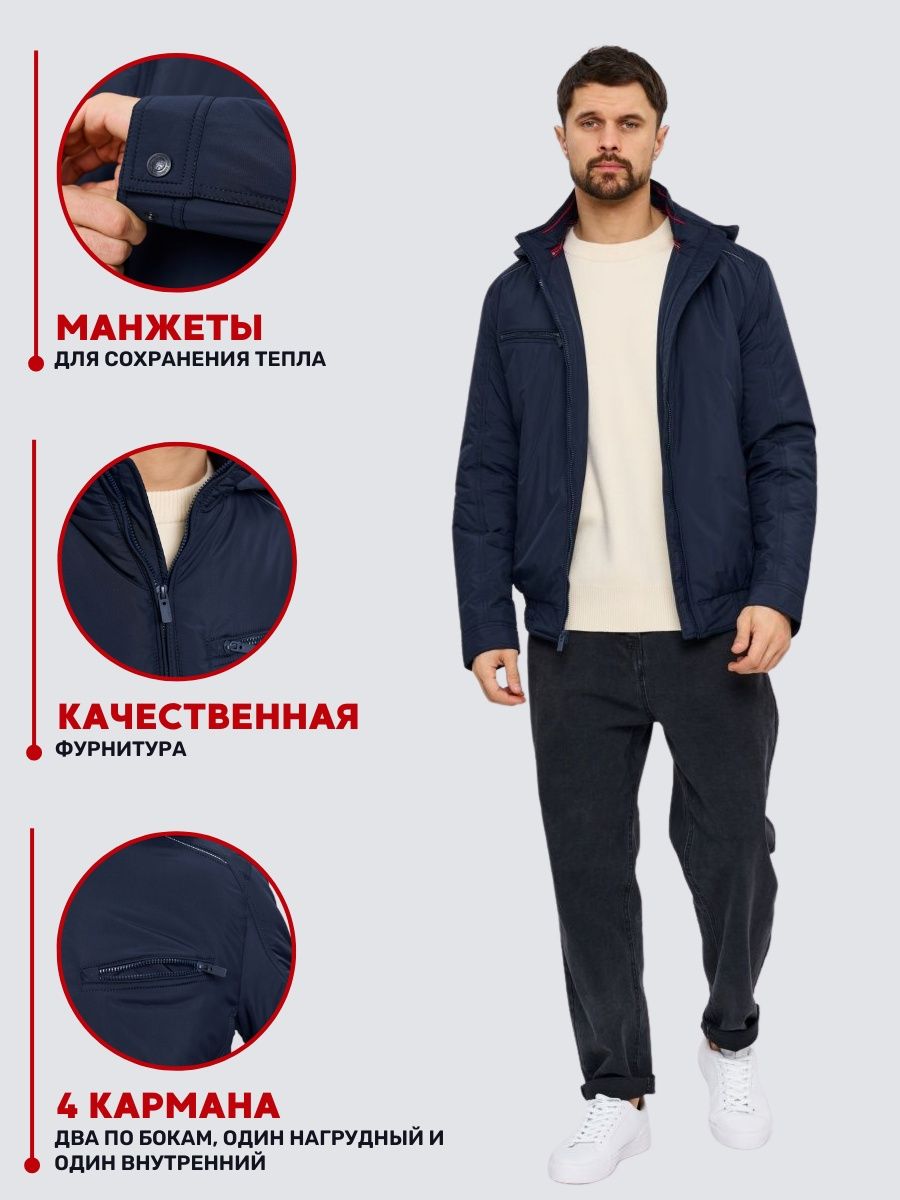 МАНЖЕТЫ
ДЛЯ СОХРАНЕНИЯ ТЕПЛА
КАЧЕСТВЕННАЯ
ФУРНИТУРА
4 КАРМАНА
ДВА ПО БОКАМ, ОДИН НАГРУДНЫЙ И
ОДИН ВНУТРЕННИЙ